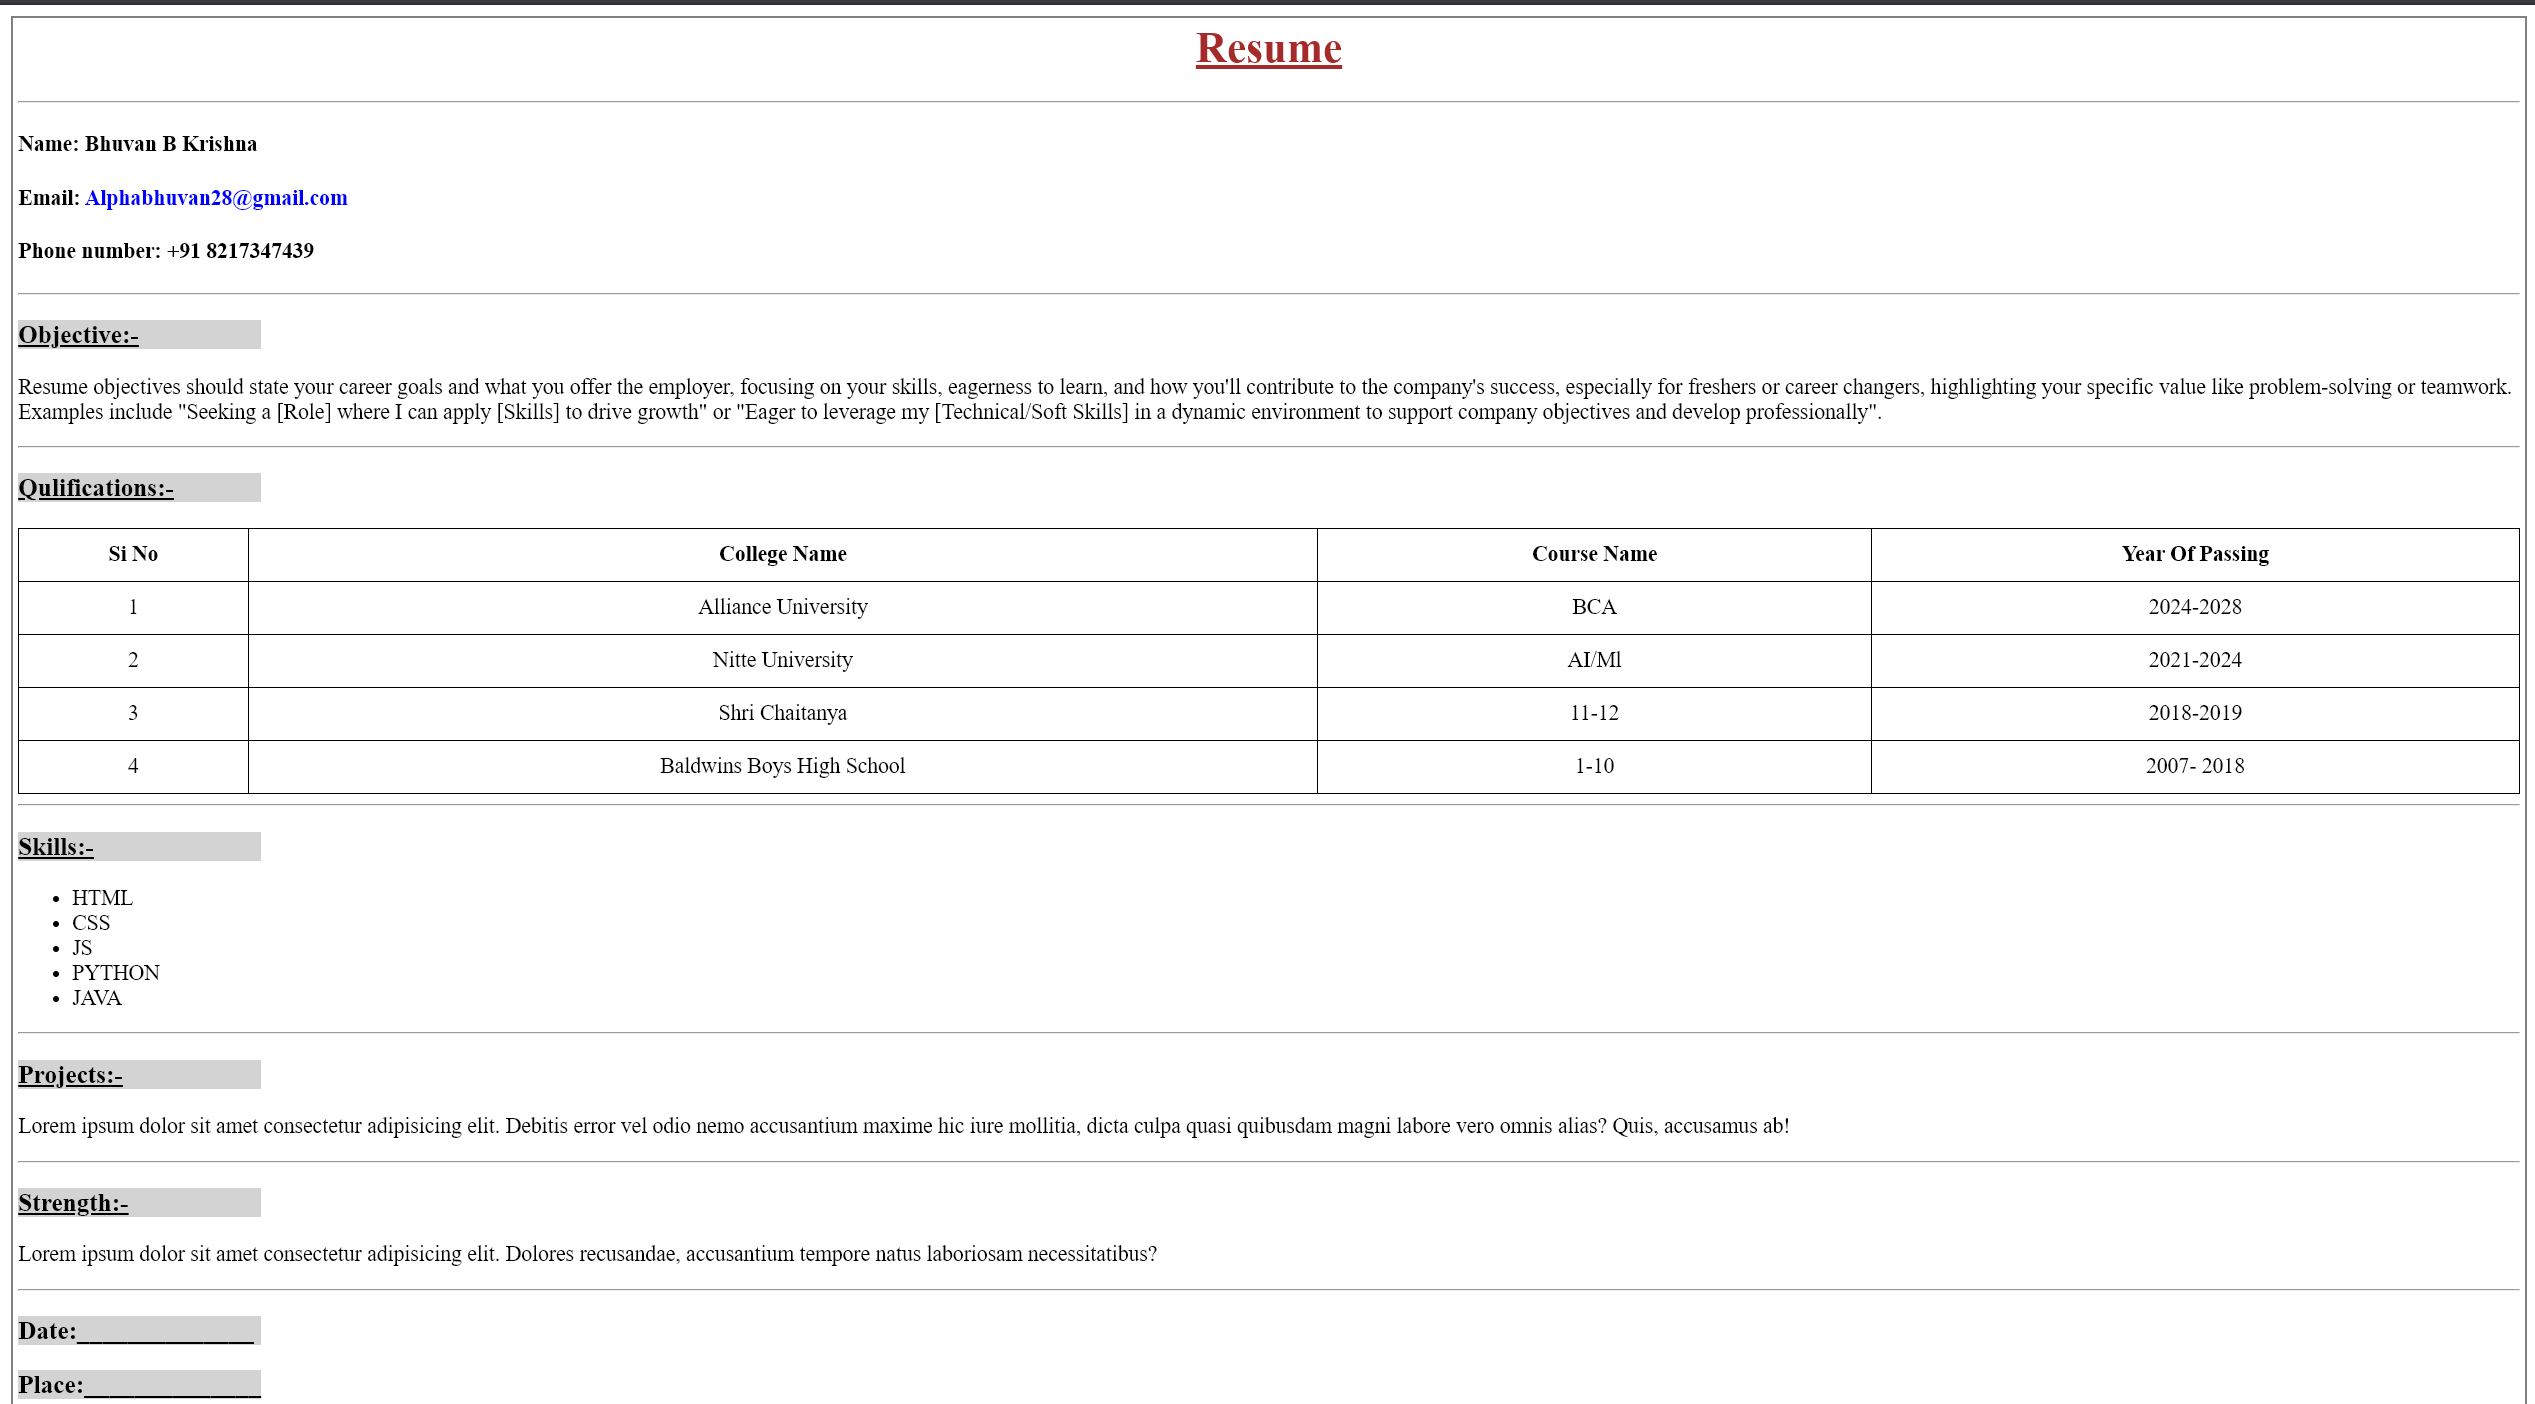 Resume
Name: Bhuvan B Krishna
Email: Alphabhuvan28@gmail.com
Phone number: +91 8217347439
Objective:-
Resume objectives should state your career goals and what you offer the employer, focusing on your skills, eagerness to learn, and how you'll contribute to the company's success, especially for freshers or career changers, highlighting your specific value like problem-solving or teamwork.
Examples include "Seeking a [Role] where I can apply [Skills] to drive growth" or "Eager to leverage my [Technical/Soft Skills] in a dynamic environment to support company objectives and develop professionally".
Qulifications:-
Si No College Name Course Name Year Of Passing
1 Alliance University BCA 2024-2028
2 Nitte University AI/Ml 2021-2024
3 Shri Chaitanya 11-12 2018-2019
4 Baldwins Boys High School 1-10 2007- 2018
Skills:-
• HTML
• CSS
• JS
• PYTHON
• JAVA
Projects:-
Lorem ipsum dolor sit amet consectetur adipisicing elit. Debitis error vel odio nemo accusantium maxime hic iure mollitia, dicta culpa quasi quibusdam magni labore vero omnis alias? Quis, accusamus ab!
Strength:-
Lorem ipsum dolor sit amet consectetur adipisicing elit. Dolores recusandae, accusantium tempore natus laboriosam necessitatibus?
Date:______________
Place:______________